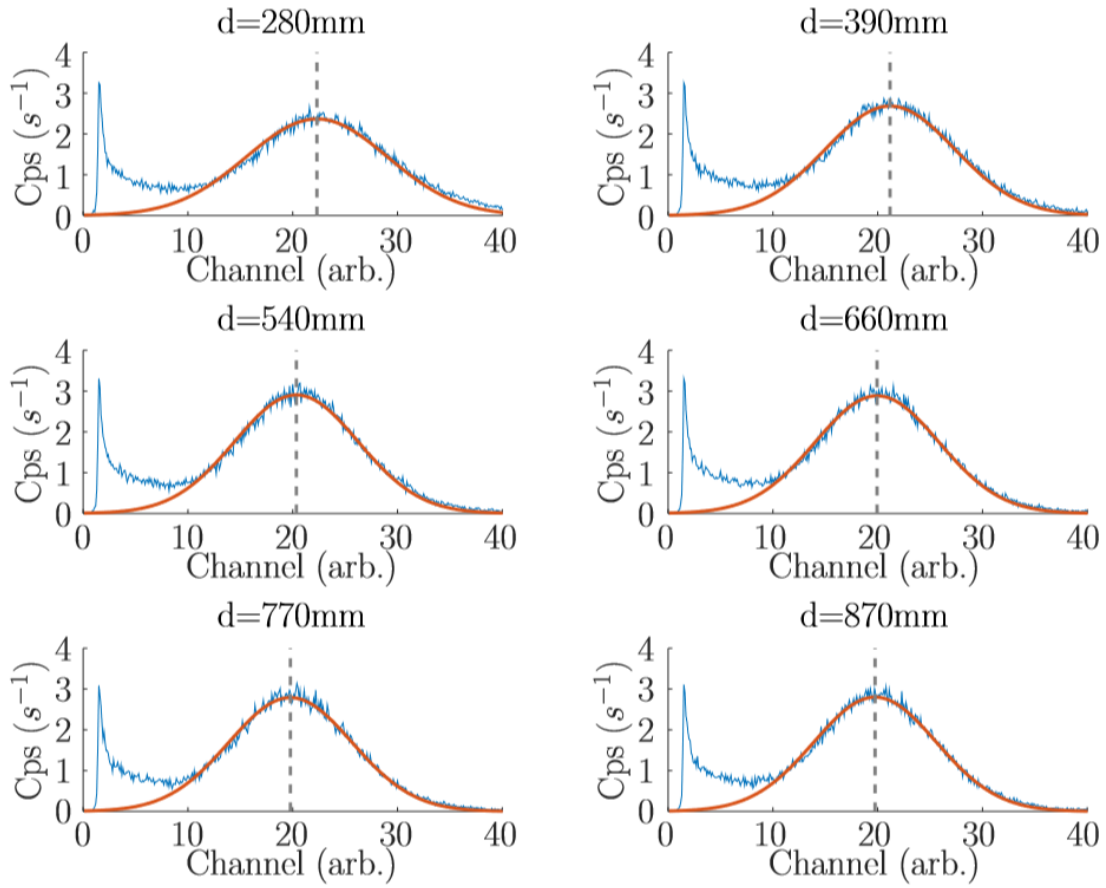 d=280mm
Cps (s⁻¹)
4
3
2
1
0
0 10 20 30 40
Channel (arb.)
d=390mm
Cps (s⁻¹)
4
3
2
1
0
0 10 20 30 40
Channel (arb.)
d=540mm
Cps (s⁻¹)
4
3
2
1
0
0 10 20 30 40
Channel (arb.)
d=660mm
Cps (s⁻¹)
4
3
2
1
0
0 10 20 30 40
Channel (arb.)
d=770mm
Cps (s⁻¹)
4
3
2
1
0
0 10 20 30 40
Channel (arb.)
d=870mm
Cps (s⁻¹)
4
3
2
1
0
0 10 20 30 40
Channel (arb.)